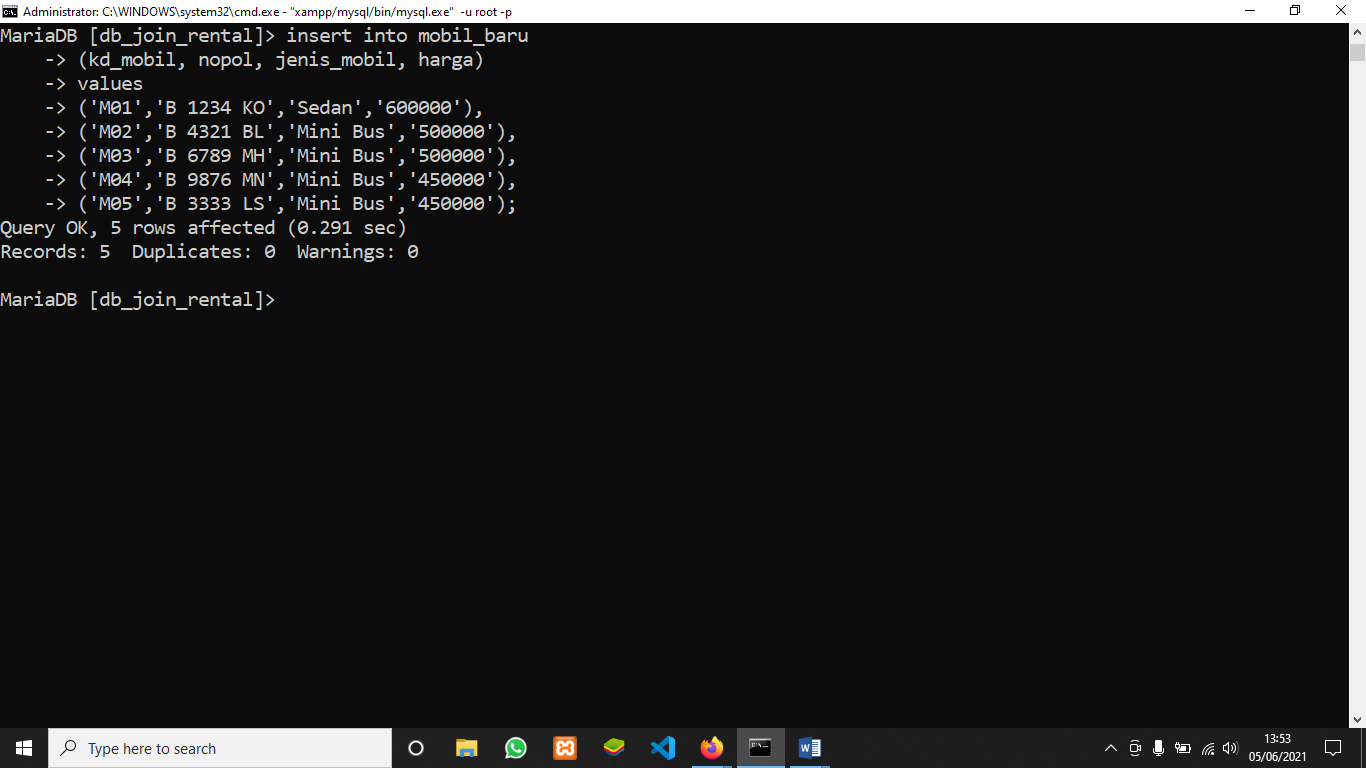 Administrator: C:\WINDOWS\system32\cmd.exe - "xampp/mysql/bin/mysql.exe" -u root -p
MariaDB [db_join_rental]> insert into mobil_baru
    -> (kd_mobil, nopol, jenis_mobil, harga)
    -> values
    -> ('M01','B 1234 KO','Sedan','600000'),
    -> ('M02','B 4321 BL','Mini Bus','500000'),
    -> ('M03','B 6789 MH','Mini Bus','500000'),
    -> ('M04','B 9876 MN','Mini Bus','450000'),
    -> ('M05','B 3333 LS','Mini Bus','450000');
Query OK, 5 rows affected (0.291 sec)
Records: 5  Duplicates: 0  Warnings: 0
MariaDB [db_join_rental]>
Type here to search
13:53
05/06/2021